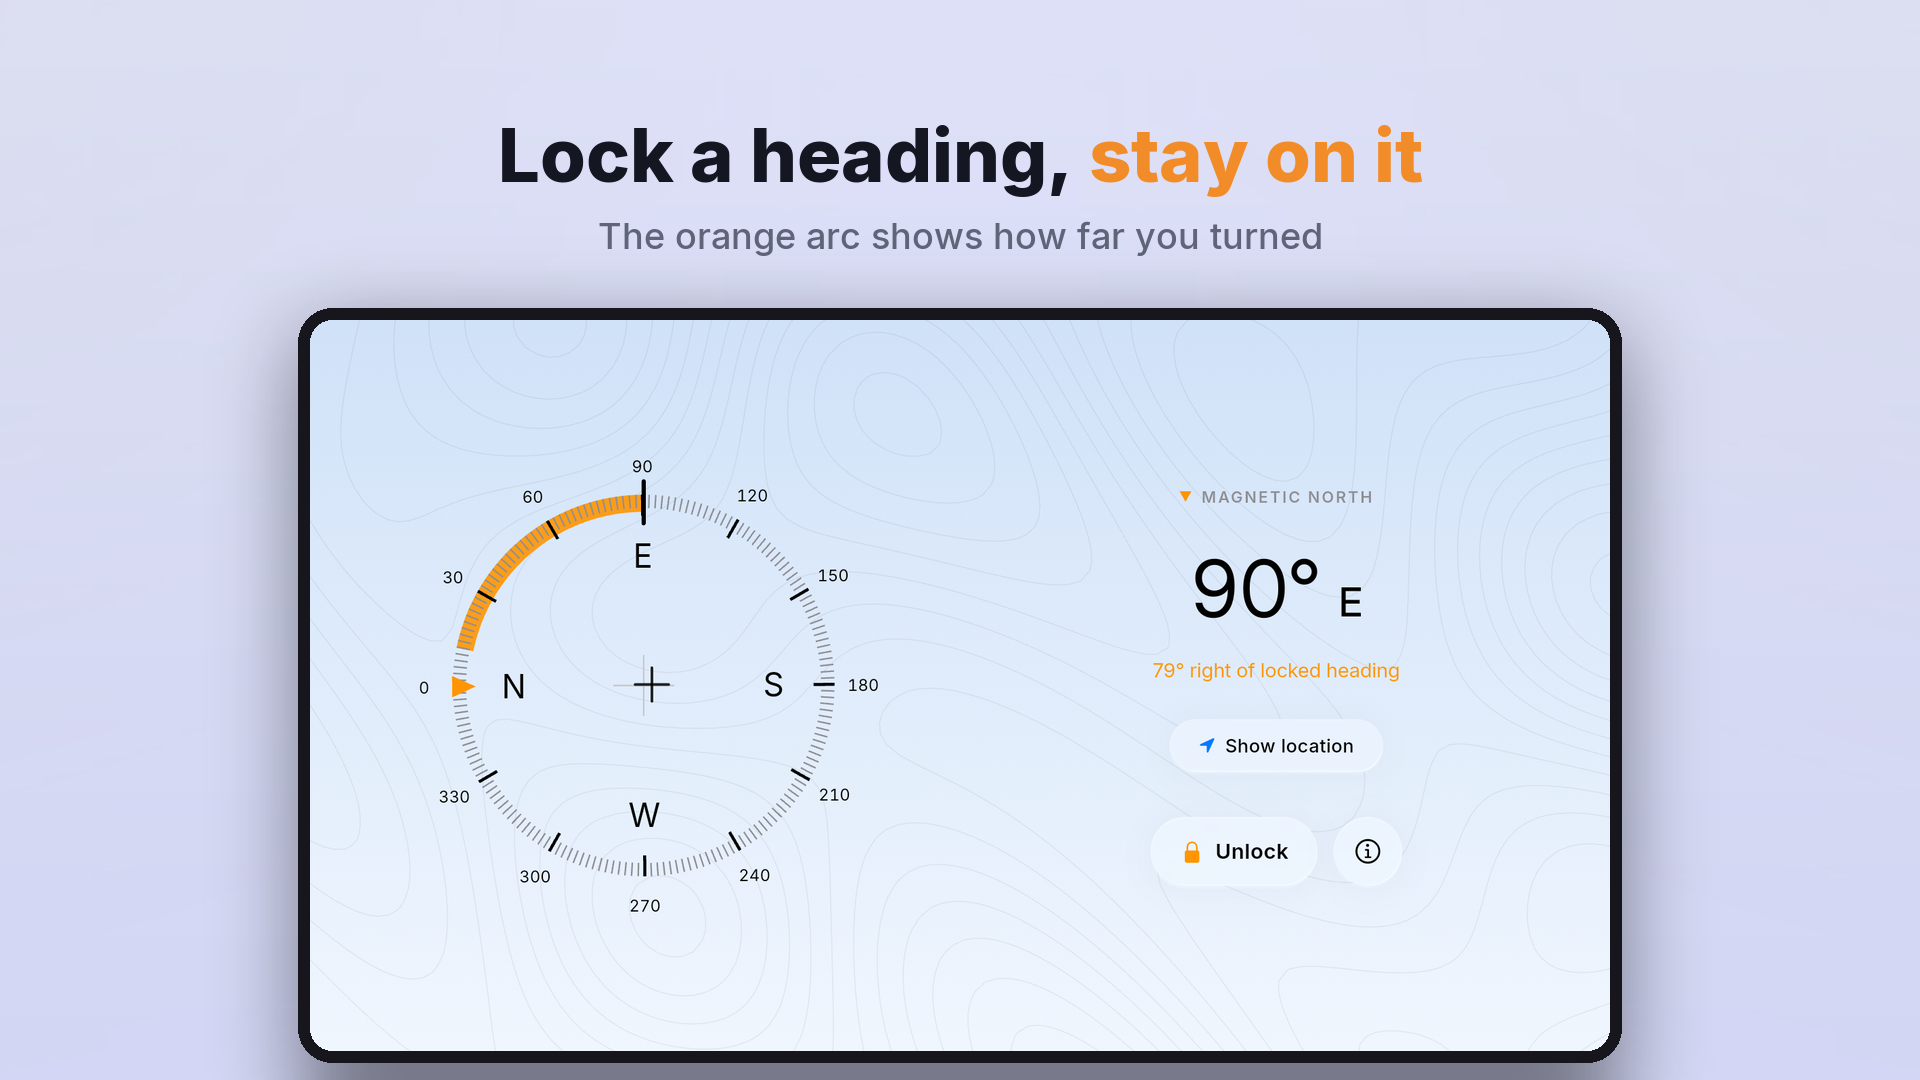 Lock a heading, stay on it
The orange arc shows how far you turned
90
60
120
30
150
E
0
N
S
180
330
W
210
300
240
270
MAGNETIC NORTH
90° E
79° right of locked heading
Show location
Unlock